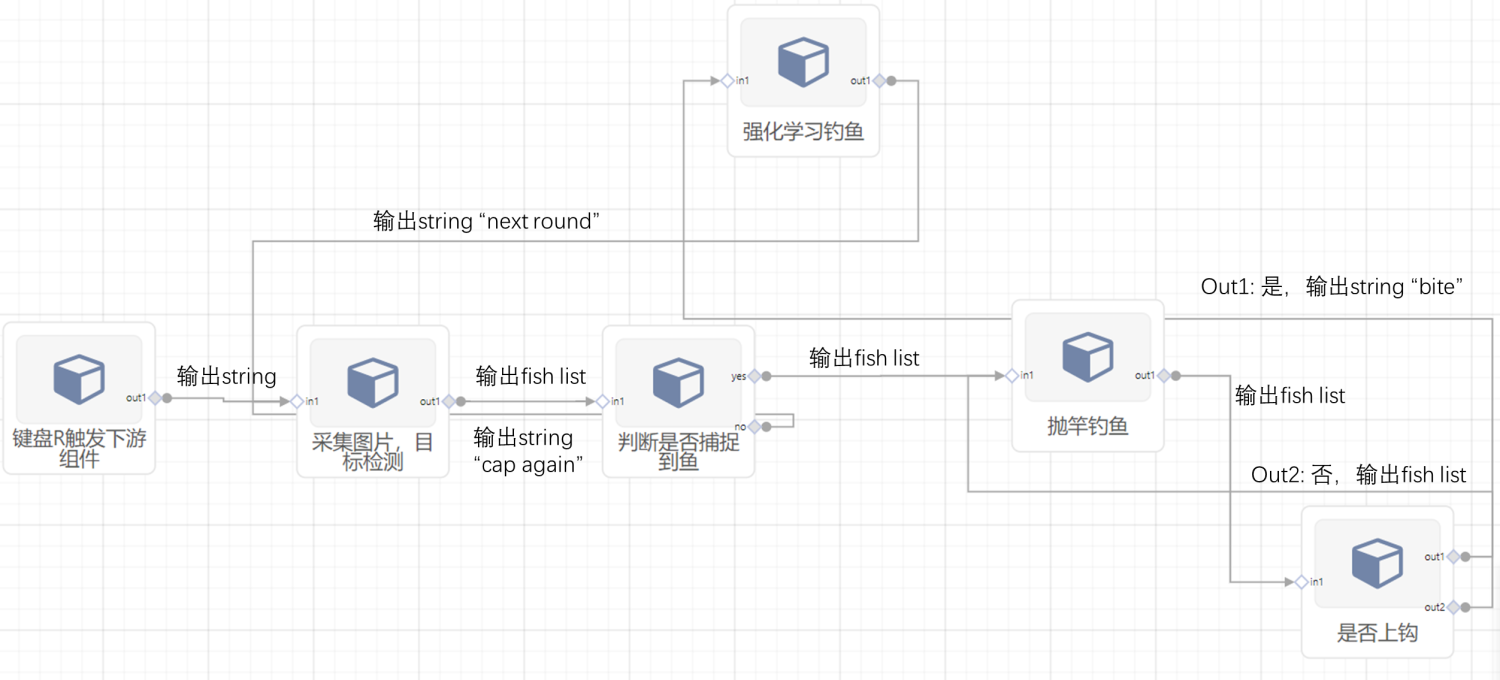 in1
out1
强化学习钓鱼
输出string “next round”
Out1: 是，输出string “bite”
输出string
out1
键盘R触发下游
组件
in1
out1
采集图片，目
标检测
输出fish list
输出string
“cap again”
in1
yes
no
判断是否捕捉
到鱼
输出fish list
in1
out1
抛竿钓鱼
输出fish list
Out2: 否，输出fish list
in1
out1
out2
是否上钩